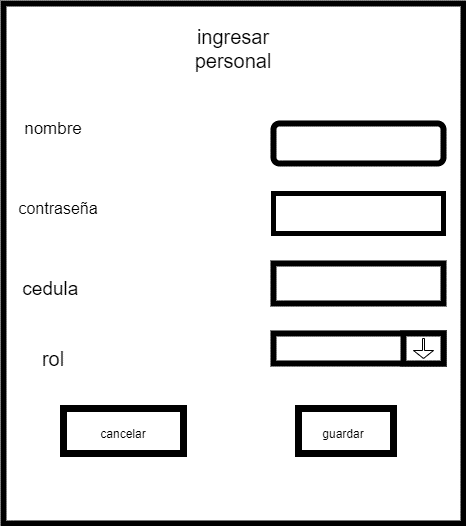 ingresar
personal
nombre
contraseña
cedula
rol
cancelar
guardar